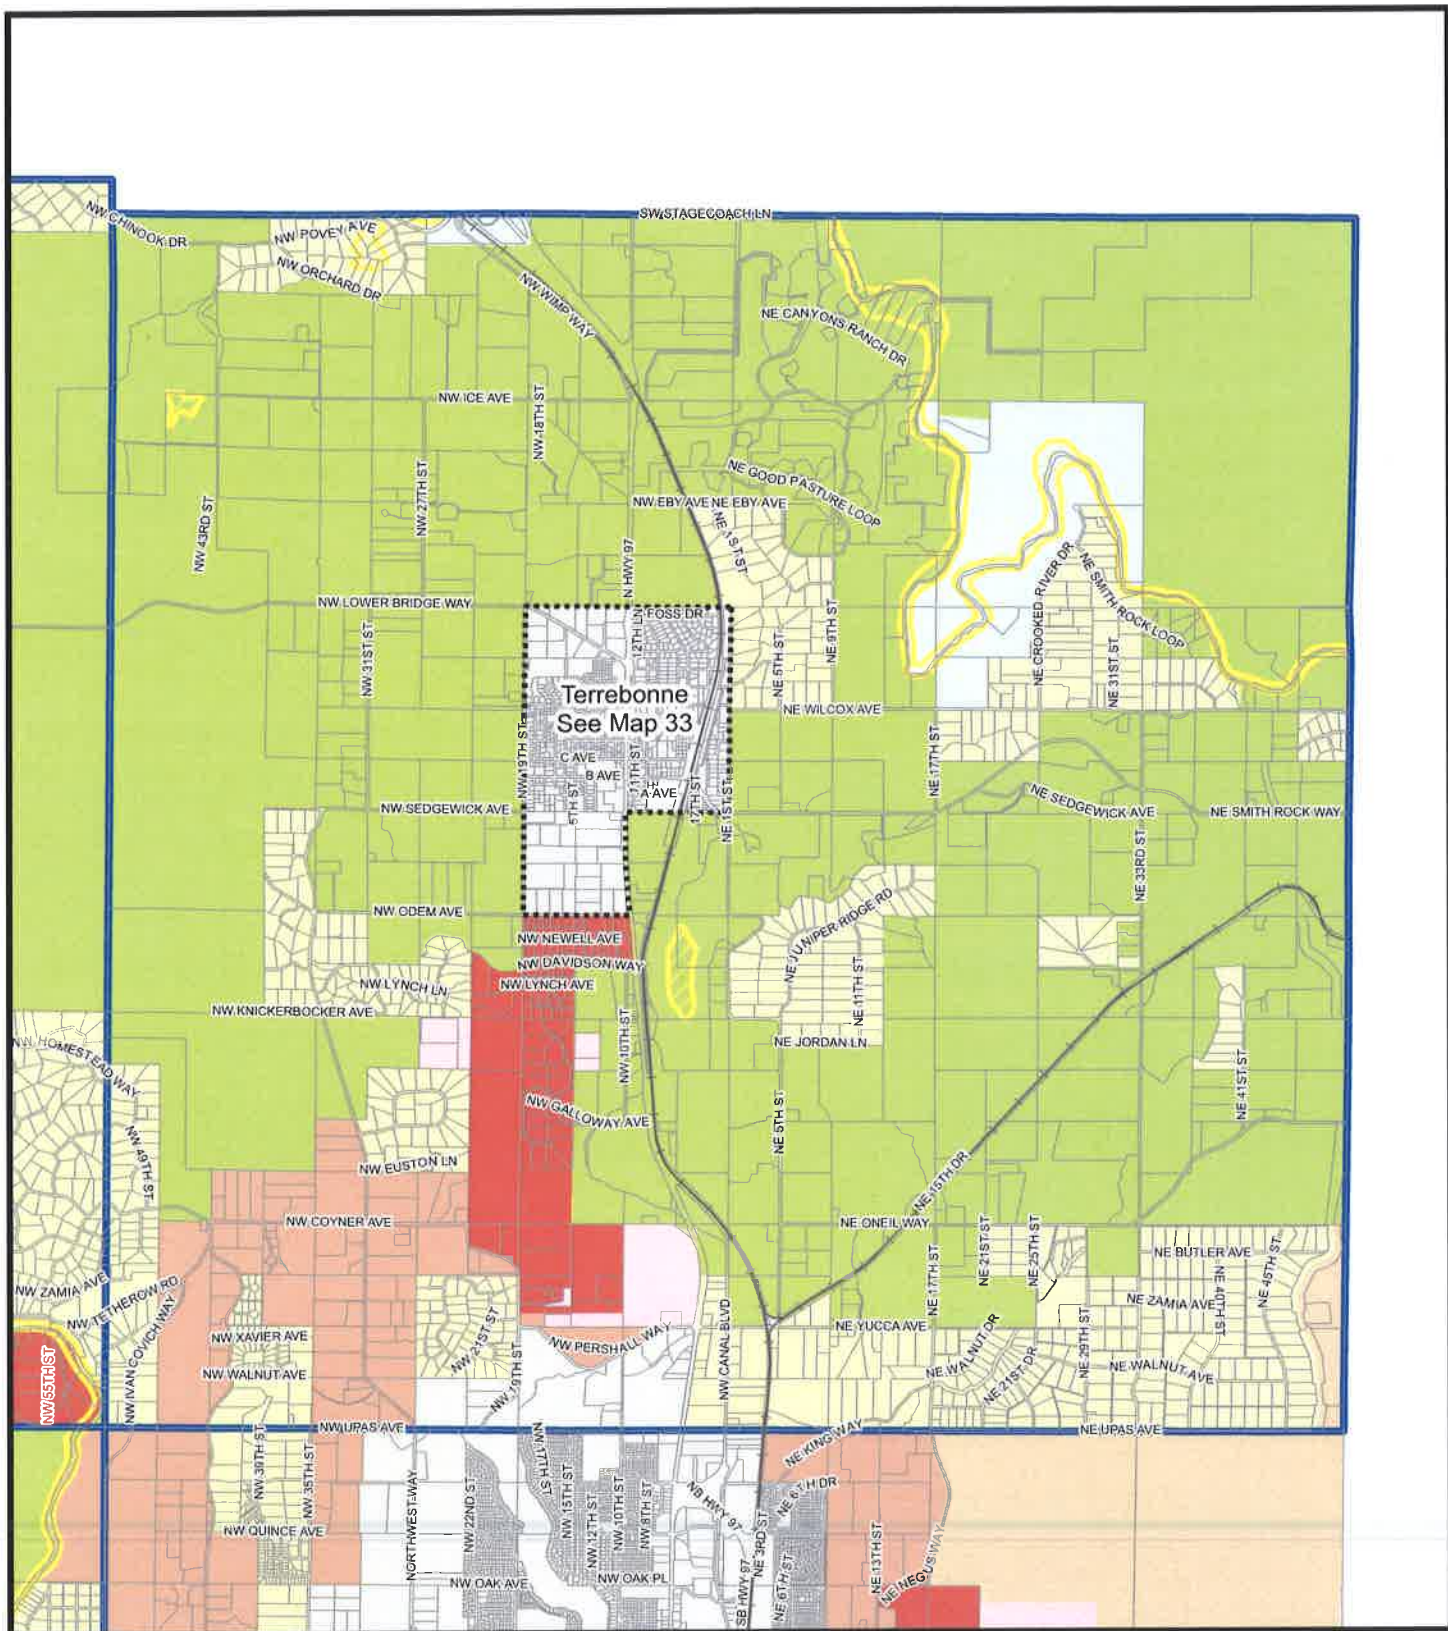 SW STAGECOACH LN
NW CHINOOK DR
NW POVEY AVE
NW ORCHARD DR
NW WIMP WAY
NE CANYONS RANCH DR
NW ICE AVE
NW 18TH ST
NW 27TH ST
NW 43RD ST
NE GOOD PASTURE LOOP
NW EBY AVE
NE EBY AVE
NE 1ST ST
N HWY 97
NW LOWER BRIDGE WAY
FOSS DR
12TH LN
NE 9TH ST
NE 5TH ST
NE CROOKED RIVER DR
NE SMITH ROCK LOOP
NE 31ST ST
NW 31ST ST
Terrebonne
See Map 33
NE WILCOX AVE
NW 19TH ST
C AVE
B AVE
11TH ST
A AVE
5TH ST
17TH ST
NE 1ST ST
NE 17TH ST
NW SEDGEWICK AVE
NE SEDGEWICK AVE
NE SMITH ROCK WAY
NE 33RD ST
NW ODEM AVE
NW NEWELL AVE
NW DAVIDSON WAY
NW LYNCH AVE
NW LYNCH LN
NE JUNIPER RIDGE RD
NE 11TH ST
NW KNICKERBOCKER AVE
NW 10TH ST
NE JORDAN LN
NW HOMESTEAD WAY
NE 41ST ST
NW GALLOWAY AVE
NE 5TH ST
NW 49TH ST
NW EUSTON LN
NE 15TH DR
NW COYNER AVE
NE ONEIL WAY
NE 21ST ST
NE 25TH ST
NE BUTLER AVE
NE 17TH ST
NE 40TH ST
NE 45TH ST
NW ZAMIA AVE
NW TETHEROW RD
NE ZAMIA AVE
NW IVAN COVICH WAY
NW XAVIER AVE
NW 21ST ST
NW PERSHALL WAY
NW CANAL BLVD
NE YUCCA AVE
NE WALNUT DR
NE 29TH ST
NE WALNUT AVE
NW WALNUT AVE
NW 19TH ST
NE 21ST DR
NW 55TH ST
NW UPAS AVE
NE UPAS AVE
NE KING WAY
NW 39TH ST
NW 35TH ST
NORTHWEST WAY
NW 22ND ST
NW 17TH ST
NW 15TH ST
NW 12TH ST
NW 10TH ST
NW 8TH ST
NB HWY 97
NE 6TH DR
NW QUINCE AVE
NE 3RD ST
NE 13TH ST
NE NEGUS WAY
NW OAK AVE
NW OAK PL
SB HWY 97
NE 6TH ST